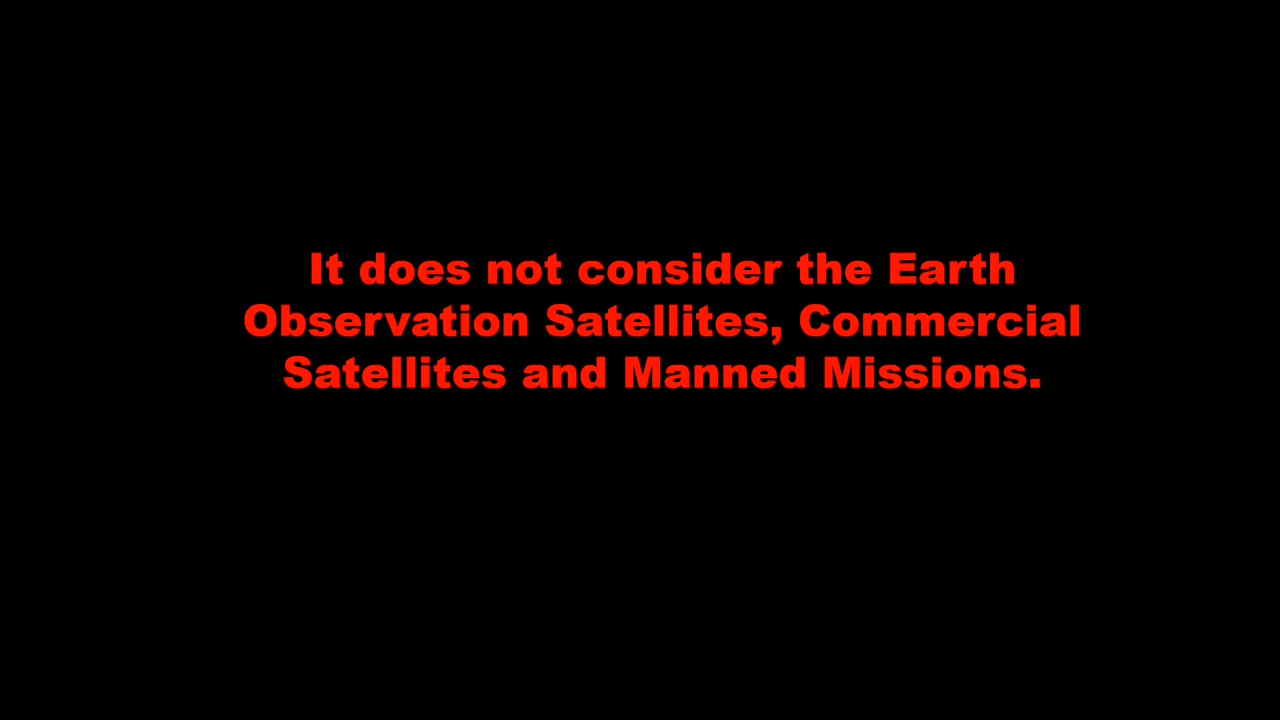 It does not consider the Earth
Observation Satellites, Commercial
Satellites and Manned Missions.